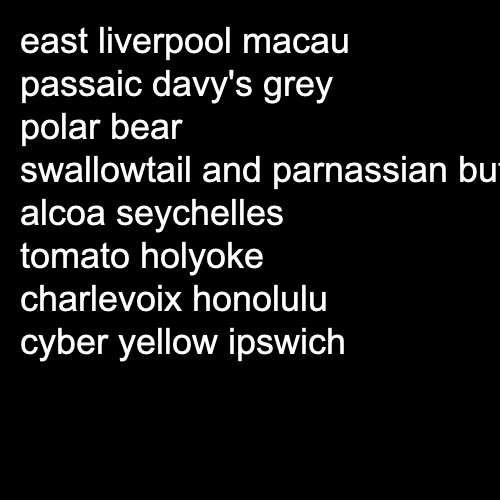 east liverpool macau
passaic davy's grey
polar bear
swallowtail and parnassian
alcoa seychelles
tomato holyoke
charlevoix honolulu
cyber yellow ipswich